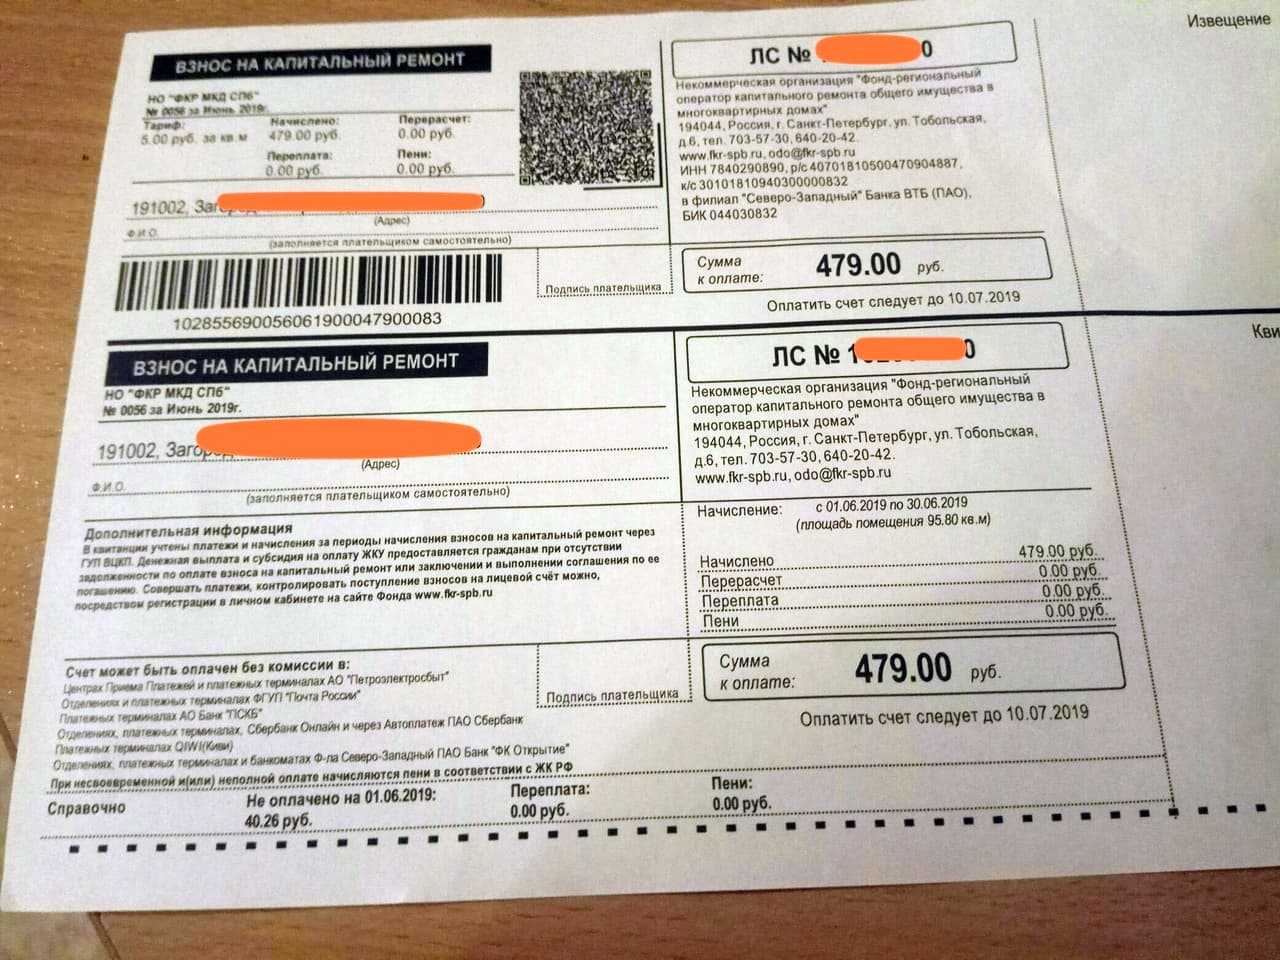 Извещение
ВЗНОС НА КАПИТАЛЬНЫЙ РЕМОНТ
НО "ФКР МКД СПб"
№ 0056 за Июнь 2019г.
Тариф: Начислено: Перерасчет:
5.00 руб. за кв.м 479.00 руб. 0.00 руб.
Переплата: Пени:
0.00 руб. 0.00 руб.
191002, Загор
(Адрес)
Ф.И.О.
(заполняется плательщиком самостоятельно)
Подпись плательщика
10285569005606190004790083
ЛС № 0
Некоммерческая организация "Фонд-региональный
оператор капитального ремонта общего имущества в
многоквартирных домах"
194044, Россия, г. Санкт-Петербург, ул. Тобольская,
д.6, тел. 703-57-30, 640-20-42.
www.fkr-spb.ru, odo@fkr-spb.ru
ИНН 7840290890, р/с 40701810500470904887,
к/с 30101810940300000832
в филиал "Северо-Западный" Банка ВТБ (ПАО),
БИК 044030832
Сумма
к оплате: 479.00 руб.
Оплатить счет следует до 10.07.2019
Кви
ВЗНОС НА КАПИТАЛЬНЫЙ РЕМОНТ
НО "ФКР МКД СПб"
№ 0056 за Июнь 2019г.
191002, Загор
(Адрес)
Ф.И.О.
(заполняется плательщиком самостоятельно)
ЛС № 1 0
Некоммерческая организация "Фонд-региональный
оператор капитального ремонта общего имущества в
многоквартирных домах"
194044, Россия, г. Санкт-Петербург, ул. Тобольская,
д.6, тел. 703-57-30, 640-20-42.
www.fkr-spb.ru, odo@fkr-spb.ru
Дополнительная информация
В квитанции учтены платежи и начисления за периоды начисления взносов на капитальный ремонт через
ГУП ВЦКП. Денежная выплата и субсидия на оплату ЖКУ предоставляется гражданам при отсутствии
задолженности по оплате взноса на капитальный ремонт или заключении и выполнении соглашения по ее
погашению. Совершать платежи, контролировать поступление взносов на лицевой счёт можно,
посредством регистрации в личном кабинете на сайте Фонда www.fkr-spb.ru
Начисление: с 01.06.2019 по 30.06.2019
(площадь помещения 95.80 кв.м)
Начислено 479.00 руб.
Перерасчет 0.00 руб.
Переплата 0.00 руб.
Пени 0.00 руб.
Счет может быть оплачен без комиссии в:
Центрах Приема Платежей и платежных терминалах АО "Петроэлектросбыт"
Отделениях и платежных терминалах ФГУП "Почта России"
Платежных терминалах АО Банк "ПСКБ"
Отделениях, платежных терминалах, Сбербанк Онлайн и через Автоплатеж ПАО Сбербанк
Платежных терминалах QIWI(Киви)
Отделениях, платежных терминалах и банкоматах Ф-ла Северо-Западный ПАО Банк "ФК Открытие"
При несвоевременной и(или) неполной оплате начисляются пени в соответствии с ЖК РФ
Подпись плательщика
Сумма
к оплате: 479.00 руб.
Оплатить счет следует до 10.07.2019
Справочно Не оплачено на 01.06.2019: Переплата: Пени:
40.26 руб. 0.00 руб. 0.00 руб.